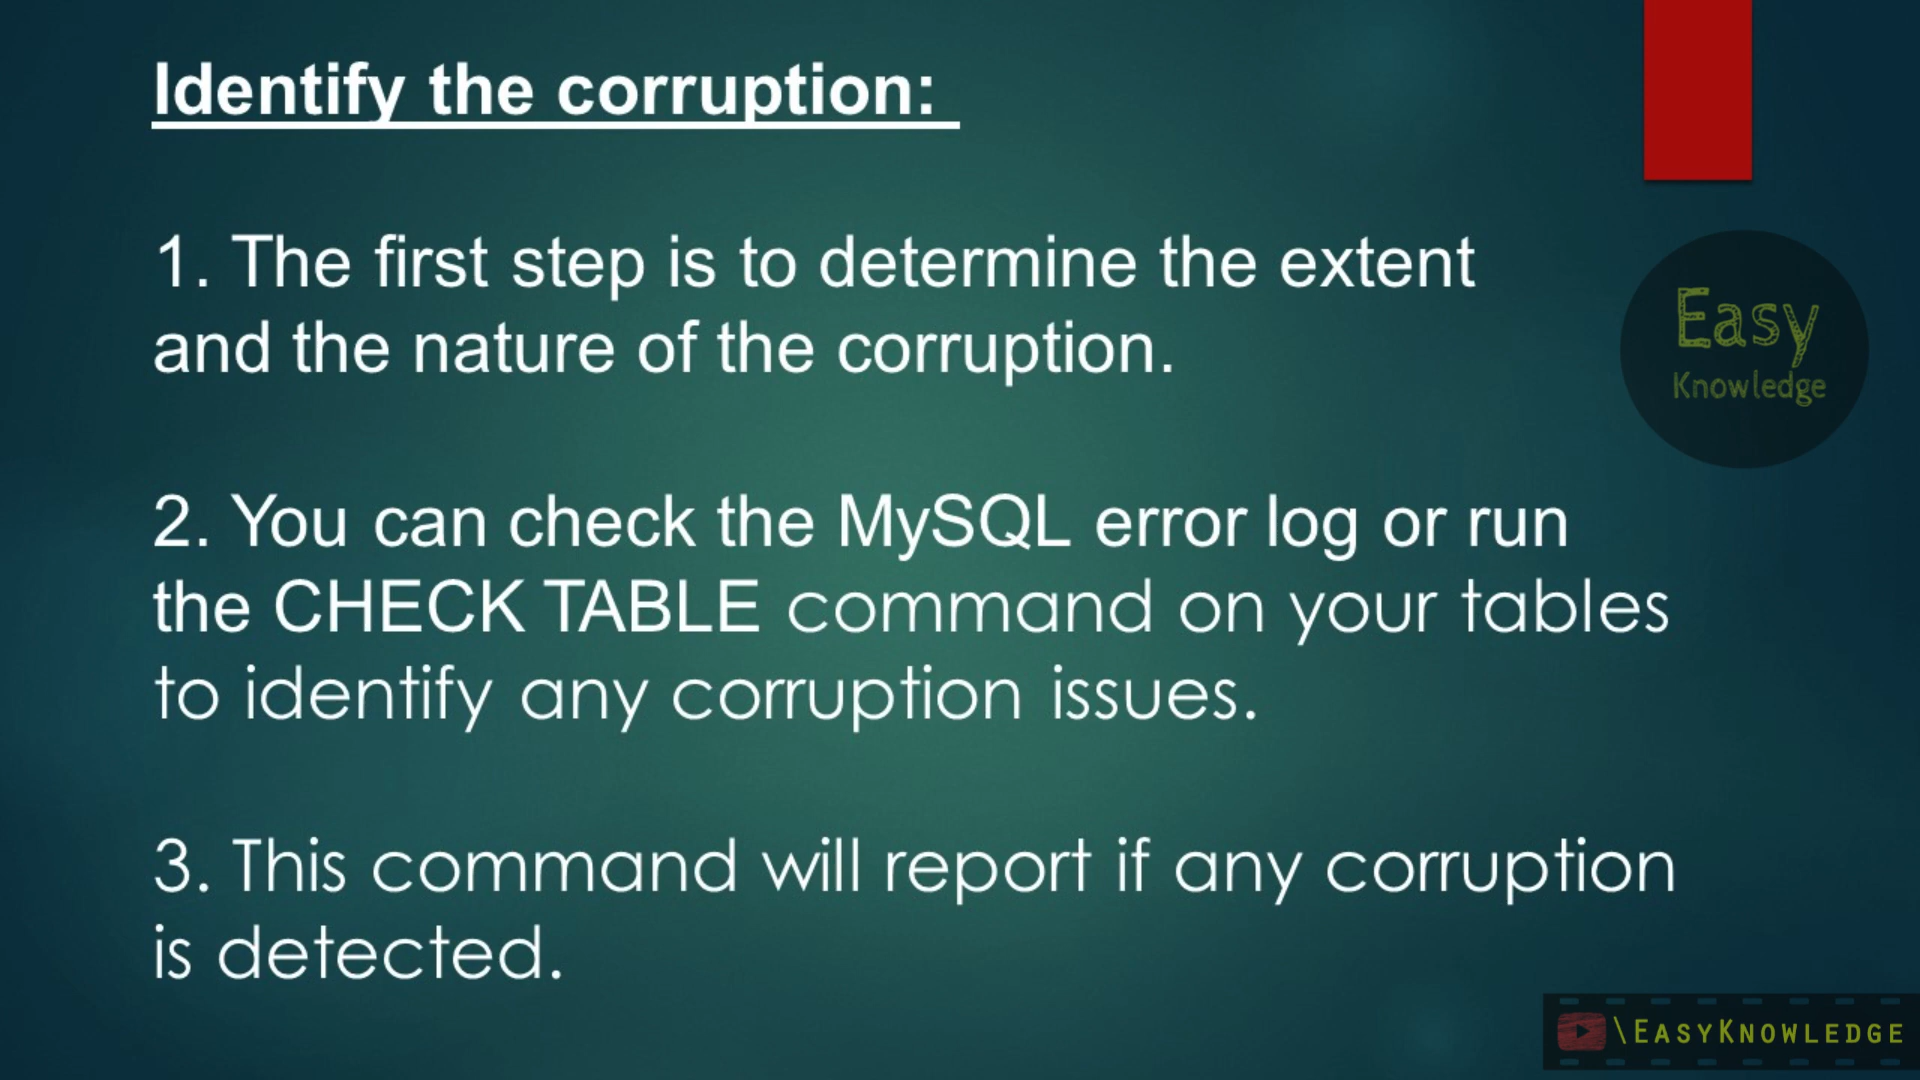 Identify the corruption:
1. The first step is to determine the extent
and the nature of the corruption.
2. You can check the MySQL error log or run
the CHECK TABLE command on your tables
to identify any corruption issues.
3. This command will report if any corruption
is detected.
Easy
Knowledge
\EASYKNOWLEDGE